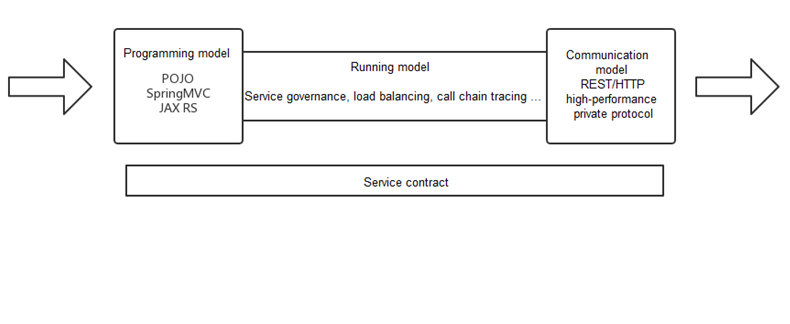 Programming model
POJO
SpringMVC
JAX RS
Running model
Service governance, load balancing, call chain tracing ...
Communication
model
REST/HTTP
high-performance
private protocol
Service contract